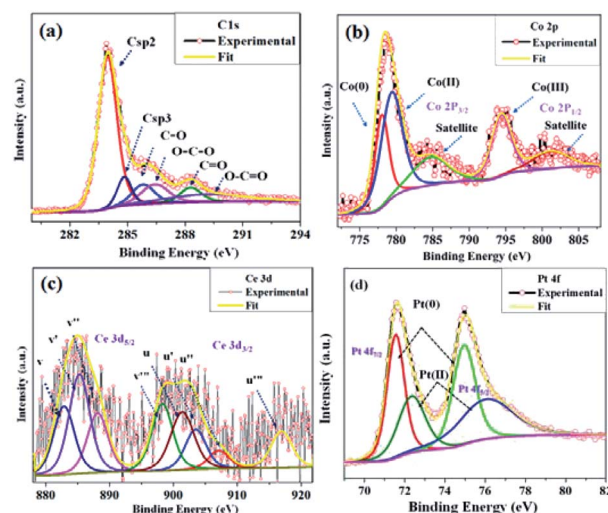 (a)
C1s
Experimental
Fit
Csp2
Csp3
C-O
O-C-O
C=O
O-C=O
Intensity (a.u.)
282 285 288 291 294
Binding Energy (eV)
(b)
Co 2p
Experimental
Fit
Co(0)
Co(II)
Co(III)
Co 2P3/2
Co 2P1/2
Satellite
Satellite
Intensity (a.u.)
775 780 785 790 795 800 805
Binding Energy (eV)
(c)
Ce 3d
Experimental
Fit
v
v'
v''
Ce 3d5/2
Ce 3d3/2
v'''
u
u'
u''
u'''
Intensity (a.u.)
880 890 900 910 920
Binding Energy (eV)
(d)
Pt 4f
Experimental
Fit
Pt(0)
Pt 4f7/2
Pt(II)
Pt 4f5/2
Intensity (a.u.)
70 72 74 76 78 80 82
Binding Energy (eV)